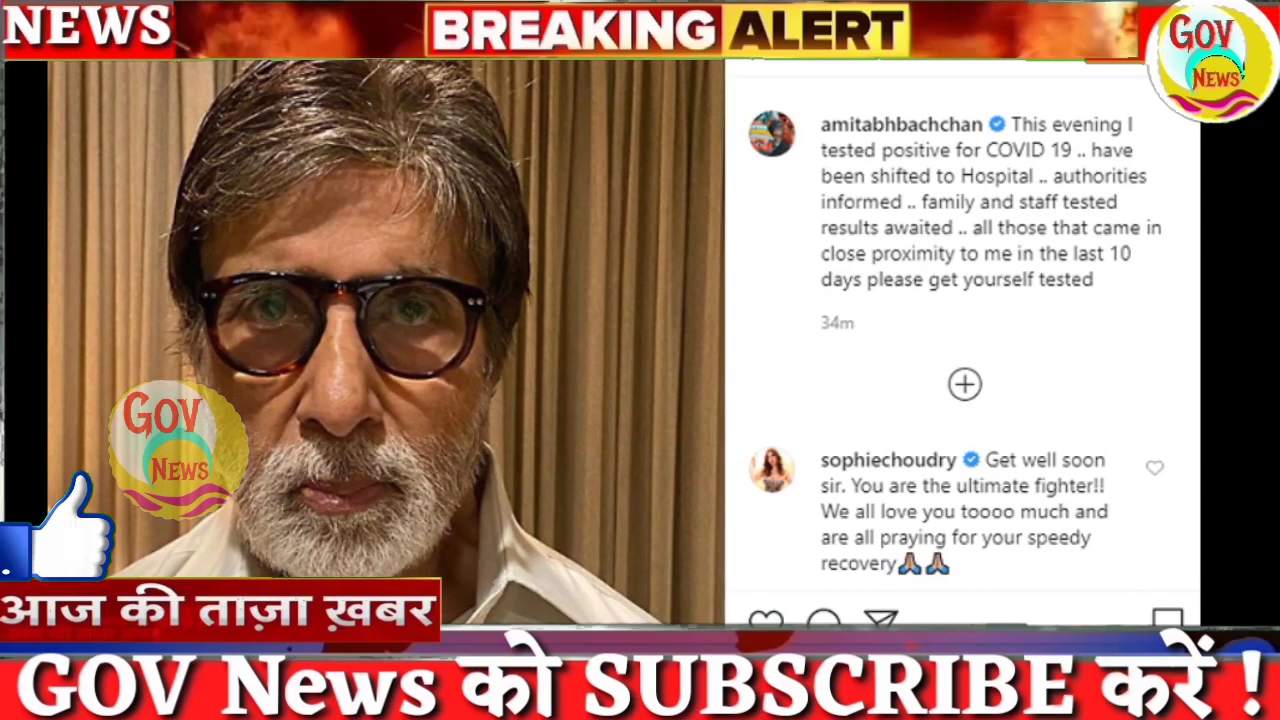 NEWS
BREAKING ALERT
GOV
NEWS
amitabhbachchan This evening I
tested positive for COVID 19 .. have
been shifted to Hospital .. authorities
informed .. family and staff tested
results awaited .. all those that came in
close proximity to me in the last 10
days please get yourself tested
34m
sophiechoudry Get well soon
sir. You are the ultimate fighter!!
We all love you toooo much and
are all praying for your speedy
recovery🙏🙏
GOV
NEWS
आज की ताज़ा ख़बर
GOV News को SUBSCRIBE करें !